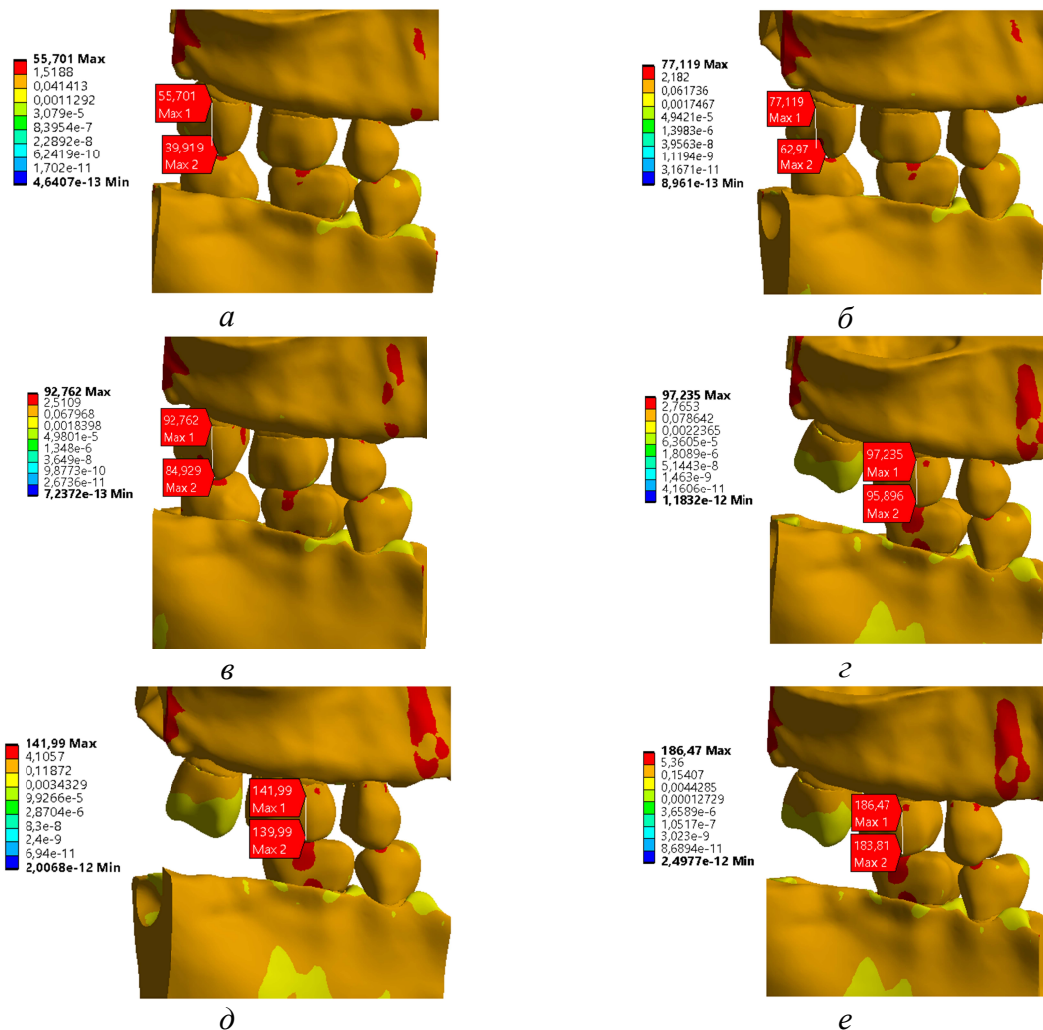 55,701 Max
1,5188
0,041413
0,0011292
3,079e-5
8,3954e-7
2,2892e-8
6,2419e-10
1,702e-11
4,6407e-13 Min
55,701
Max 1
39,919
Max 2
а
77,119 Max
2,182
0,061736
0,0017467
4,9421e-5
1,3983e-6
3,9563e-8
1,1194e-9
3,1671e-11
8,961e-13 Min
77,119
Max 1
62,97
Max 2
б
92,762 Max
2,5109
0,067968
0,0018398
4,9801e-5
1,348e-6
3,649e-8
9,8773e-10
2,6736e-11
7,2372e-13 Min
92,762
Max 1
84,929
Max 2
в
97,235 Max
2,7653
0,078642
0,0022365
6,3605e-5
1,8089e-6
5,1443e-8
1,463e-9
4,1606e-11
1,1832e-12 Min
97,235
Max 1
95,896
Max 2
г
141,99 Max
4,1057
0,11872
0,0034329
9,9266e-5
2,8704e-6
8,3e-8
2,4e-9
6,94e-11
2,0068e-12 Min
141,99
Max 1
139,99
Max 2
д
186,47 Max
5,36
0,15407
0,0044285
0,00012729
3,6589e-6
1,0517e-7
3,023e-9
8,6894e-11
2,4977e-12 Min
186,47
Max 1
183,81
Max 2
е